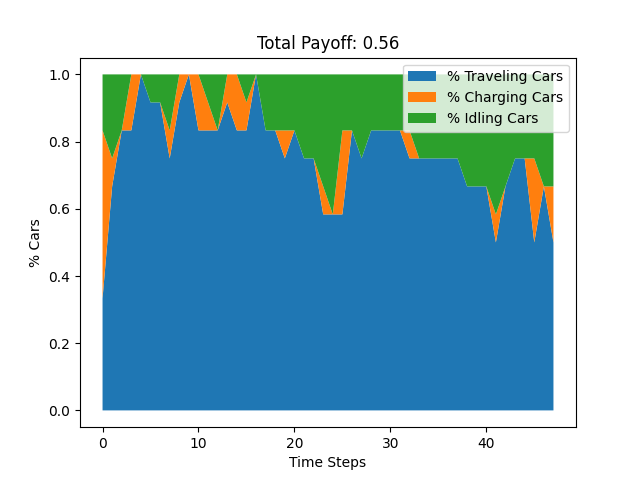 Total Payoff: 0.56
% Traveling Cars
% Charging Cars
% Idling Cars
1.0
0.8
0.6
0.4
0.2
0.0
% Cars
0 10 20 30 40
Time Steps